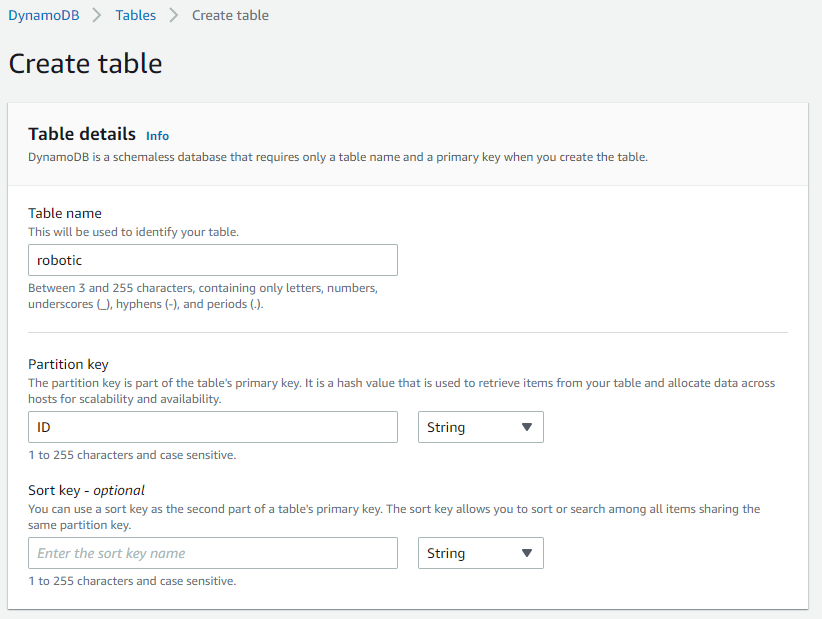 DynamoDB > Tables > Create table
Create table
Table details Info
DynamoDB is a schemaless database that requires only a table name and a primary key when you create the table.
Table name
This will be used to identify your table.
robotic
Between 3 and 255 characters, containing only letters, numbers,
underscores (_), hyphens (-), and periods (.).
Partition key
The partition key is part of the table's primary key. It is a hash value that is used to retrieve items from your table and allocate data across
hosts for scalability and availability.
ID String
1 to 255 characters and case sensitive.
Sort key - optional
You can use a sort key as the second part of a table's primary key. The sort key allows you to sort or search among all items sharing the
same partition key.
Enter the sort key name String
1 to 255 characters and case sensitive.